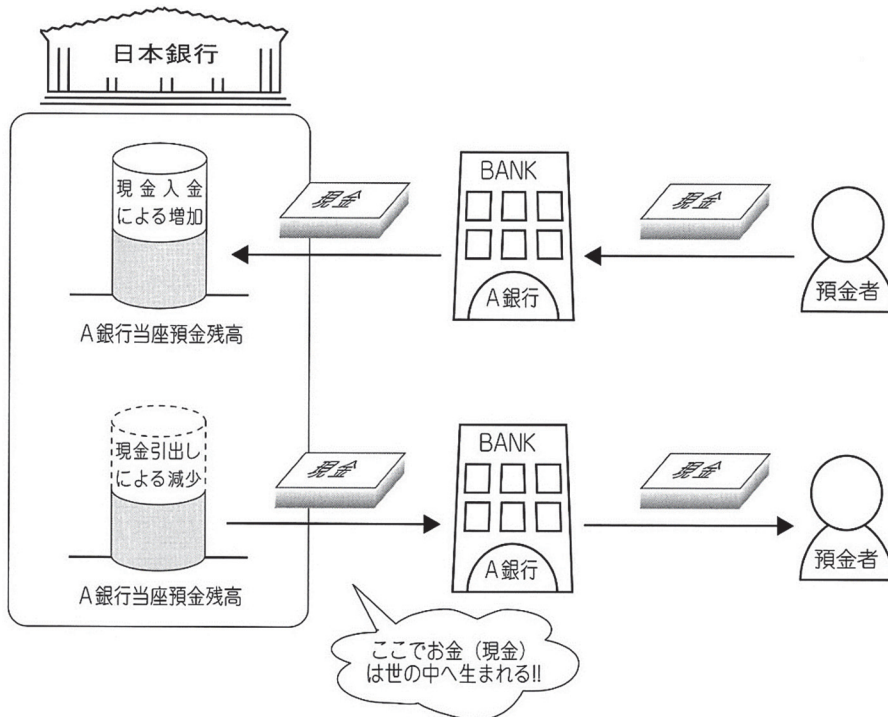 日本銀行
現金入金
による増加
A銀行当座預金残高
現金
BANK
A銀行
現金
預金者
現金引出し
による減少
A銀行当座預金残高
現金
BANK
A銀行
現金
預金者
ここでお金（現金）
は世の中へ生まれる!!